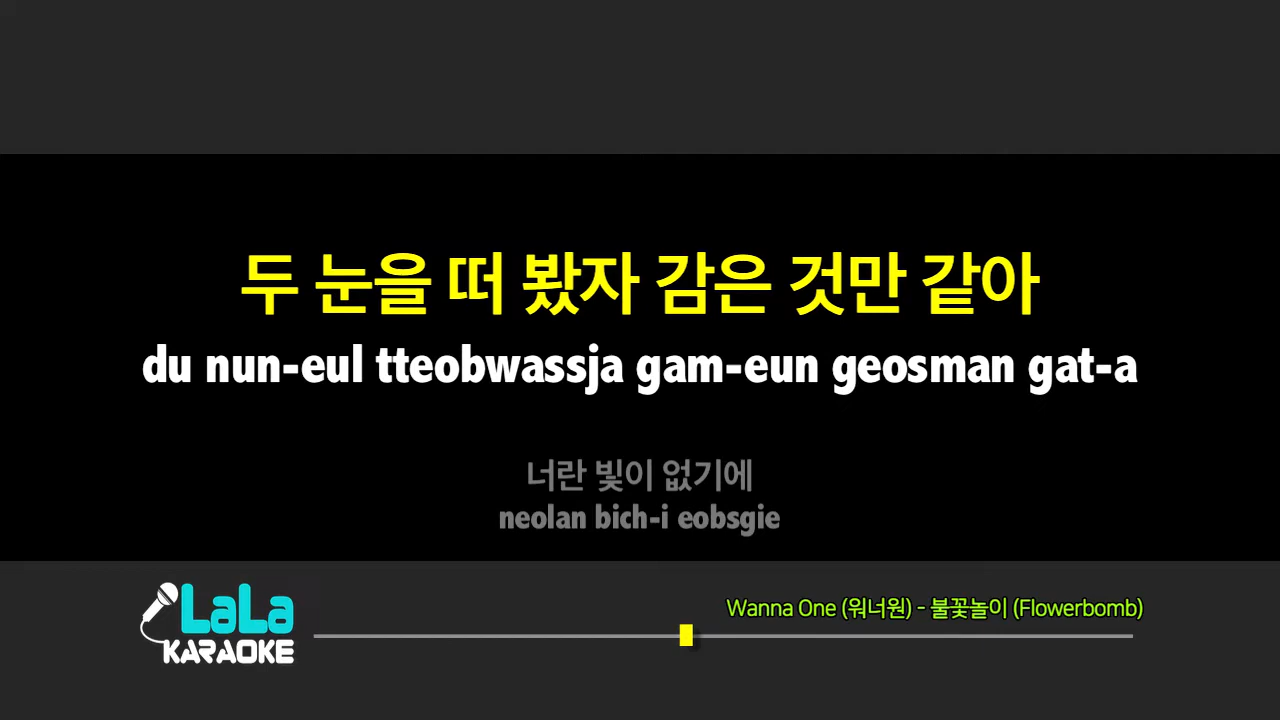 두 눈을 떠 봤자 감은 것만 같아
du nun-eul tteobwassja gam-eun geosman gat-a
너란 빛이 없기에
neolan bich-i eobsgie
Wanna One (워너원) - 불꽃놀이 (Flowerbomb)
LaLa
KARAOKE